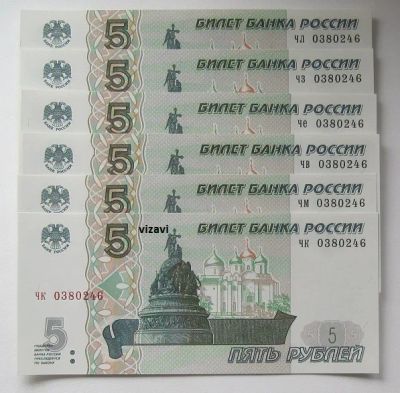 5 БИЛЕТ БАНКА РОССИИ
чл 0380246
5 БИЛЕТ БАНКА РОССИИ
чз 0380246
5 БИЛЕТ БАНКА РОССИИ
че 0380246
5 БИЛЕТ БАНКА РОССИИ
чв 0380246
5 БИЛЕТ БАНКА РОССИИ
чм 0380246
5 vizavi БИЛЕТ БАНКА РОССИИ
чк 0380246
чк 0380246
5
5
ПЯТЬ РУБЛЕЙ